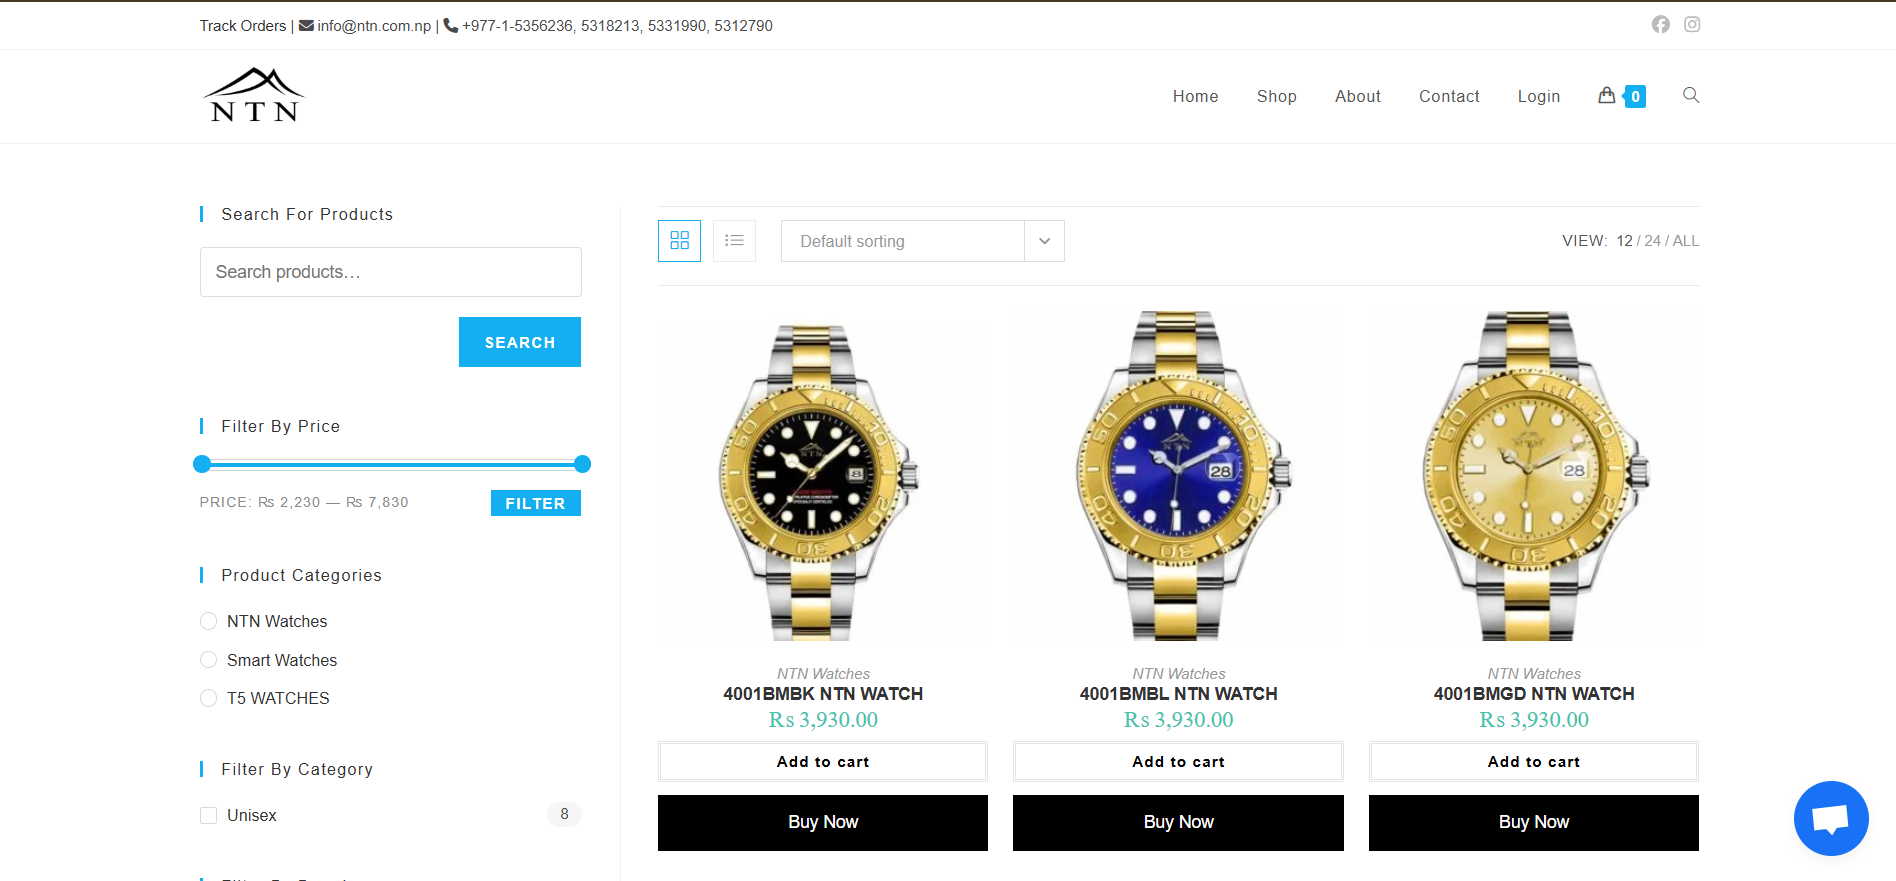 Track Orders | info@ntn.com.np | +977-1-5356236, 5318213, 5331990, 5312790
NTN
Home Shop About Contact Login 0
Search For Products
Search products…
SEARCH
Filter By Price
PRICE: ₨ 2,230 — ₨ 7,830
FILTER
Product Categories
NTN Watches
Smart Watches
T5 WATCHES
Filter By Category
Unisex 8
Default sorting
VIEW: 12 / 24 / ALL
NTN Watches
4001BMBK NTN WATCH
₨ 3,930.00
Add to cart
Buy Now
NTN Watches
4001BMBL NTN WATCH
₨ 3,930.00
Add to cart
Buy Now
NTN Watches
4001BMGD NTN WATCH
₨ 3,930.00
Add to cart
Buy Now